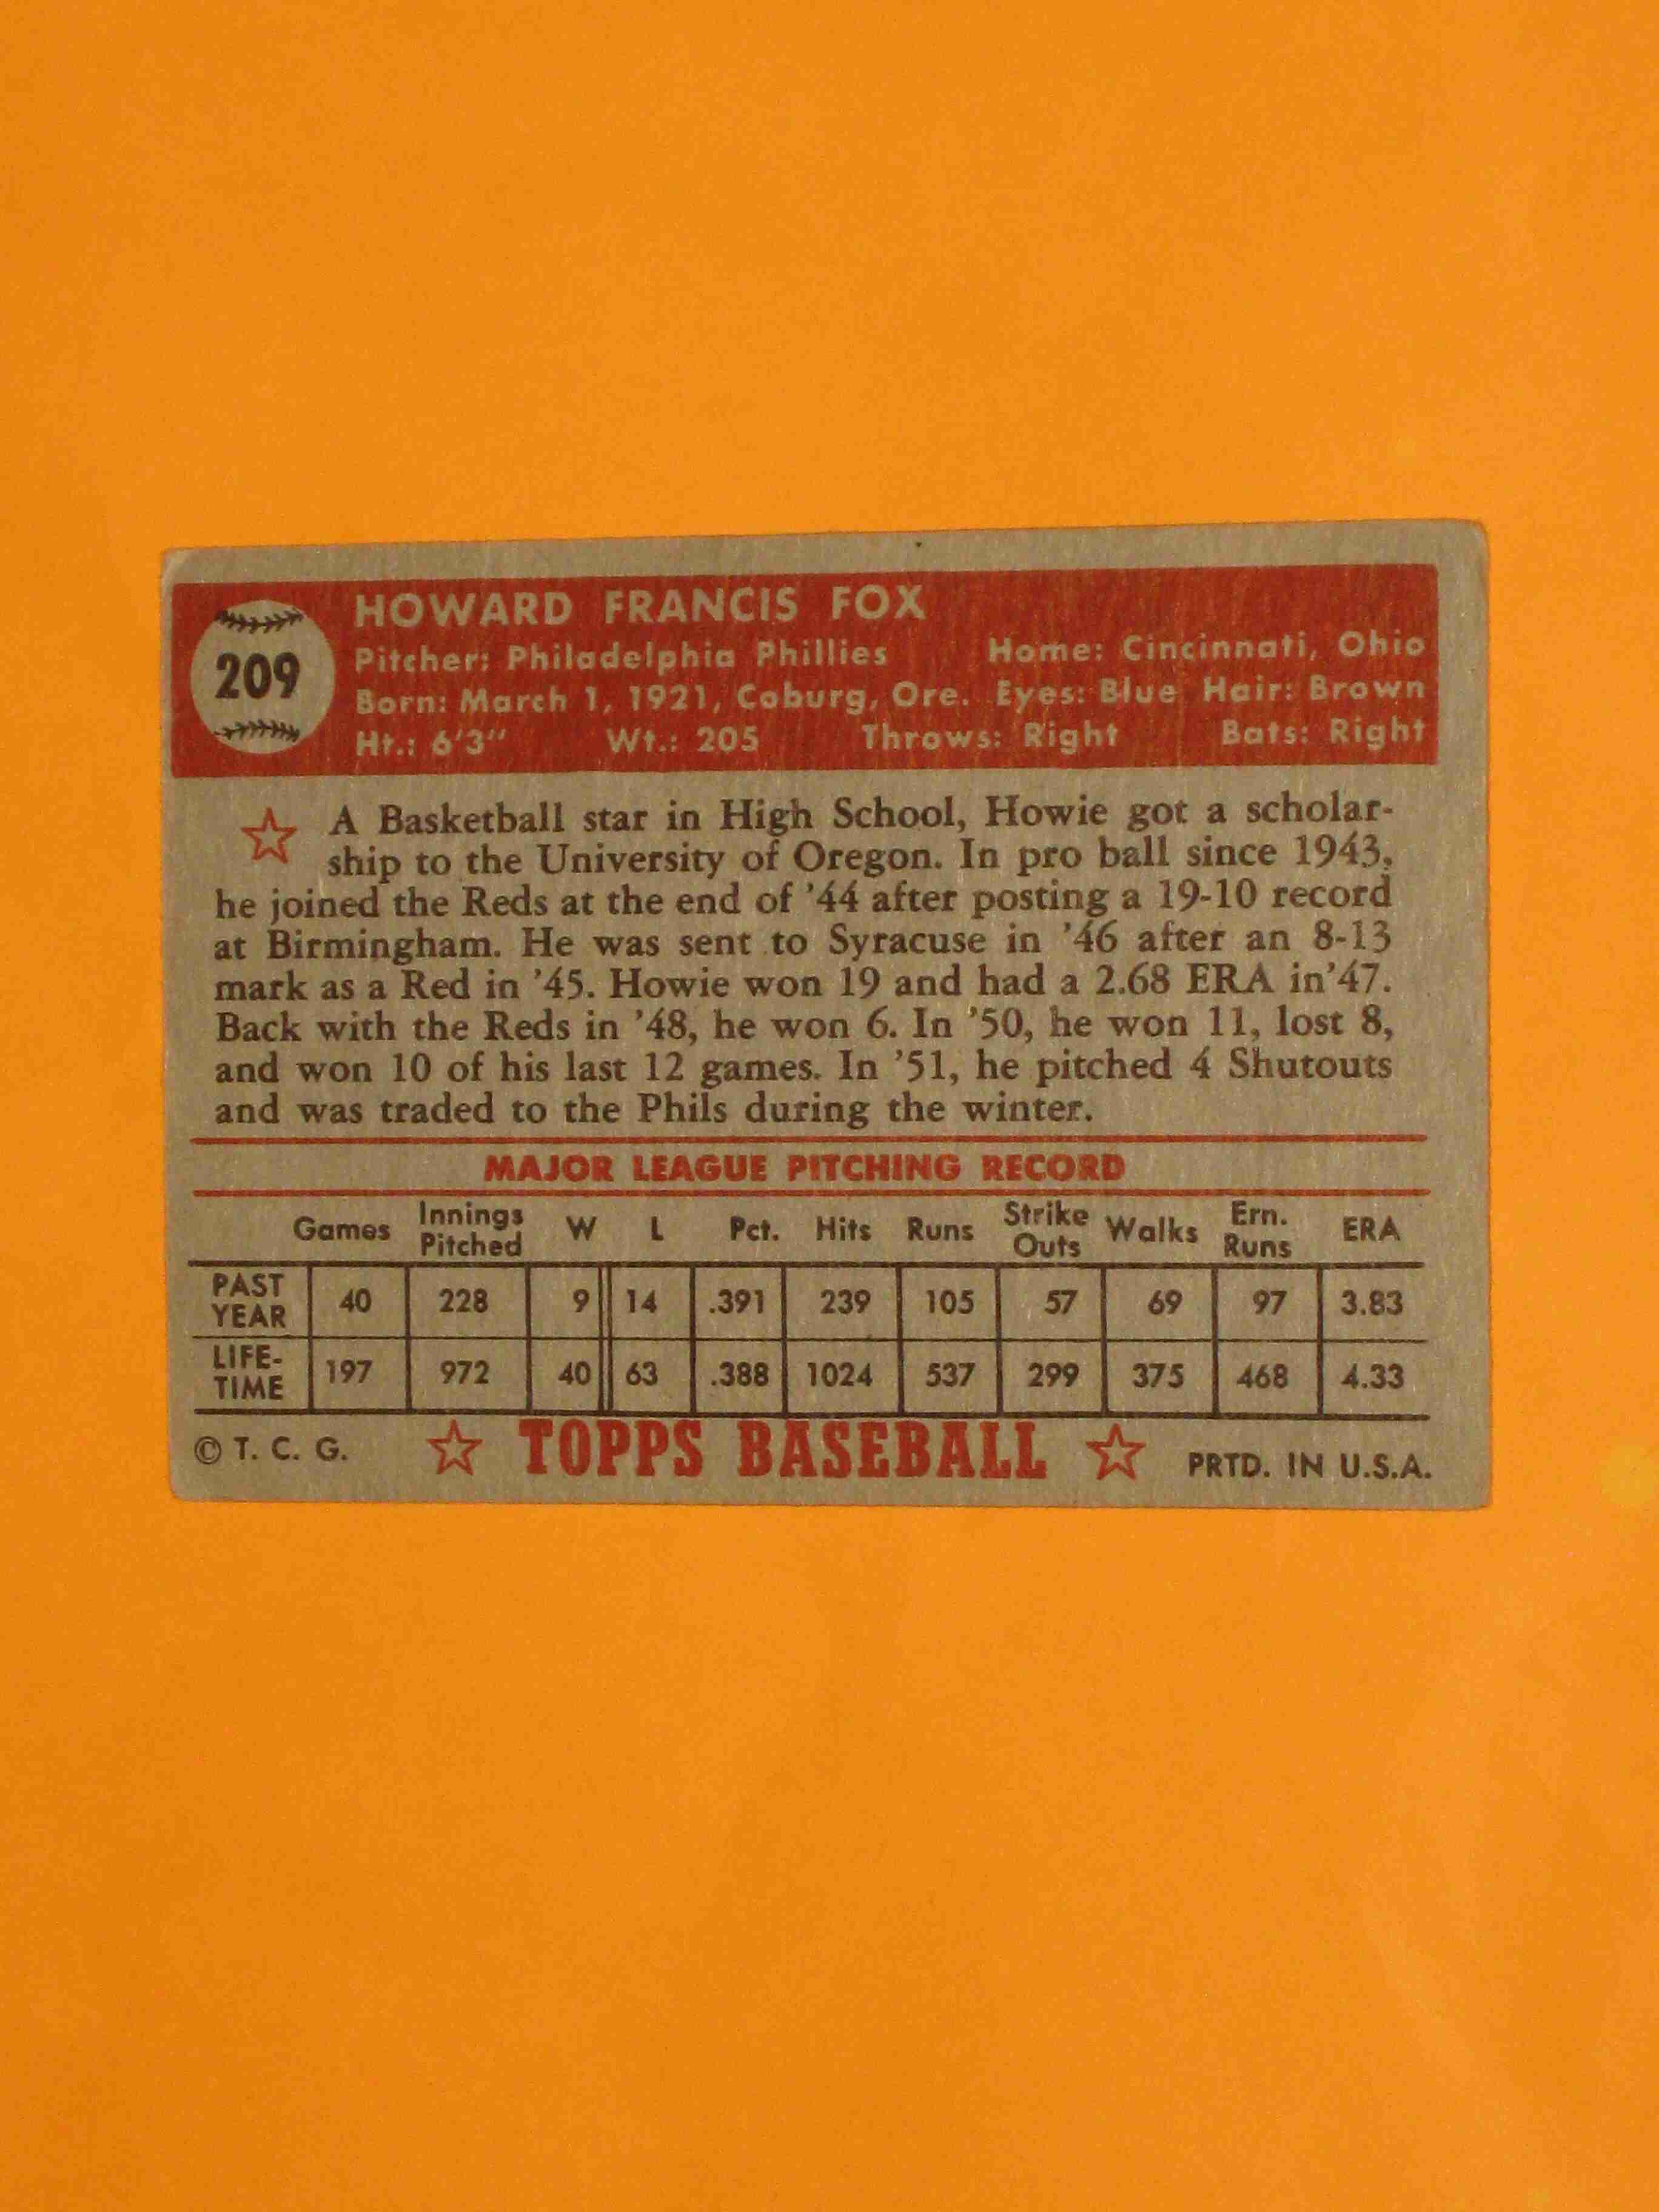 209
HOWARD FRANCIS FOX
Pitcher: Philadelphia Phillies Home: Cincinnati, Ohio
Born: March 1, 1921, Coburg, Ore. Eyes: Blue Hair: Brown
Ht.: 6'3" Wt.: 205 Throws: Right Bats: Right
A Basketball star in High School, Howie got a scholar-
ship to the University of Oregon. In pro ball since 1943,
he joined the Reds at the end of '44 after posting a 19-10 record
at Birmingham. He was sent to Syracuse in '46 after an 8-13
mark as a Red in '45. Howie won 19 and had a 2.68 ERA in'47.
Back with the Reds in '48, he won 6. In '50, he won 11, lost 8,
and won 10 of his last 12 games. In '51, he pitched 4 Shutouts
and was traded to the Phils during the winter.
MAJOR LEAGUE PITCHING RECORD
Games Innings Pitched W L Pct. Hits Runs Strike Outs Walks Ern. Runs ERA
PAST YEAR 40 228 9 14 .391 239 105 57 69 97 3.83
LIFE-TIME 197 972 40 63 .388 1024 537 299 375 468 4.33
© T. C. G. TOPPS BASEBALL PRTD. IN U.S.A.